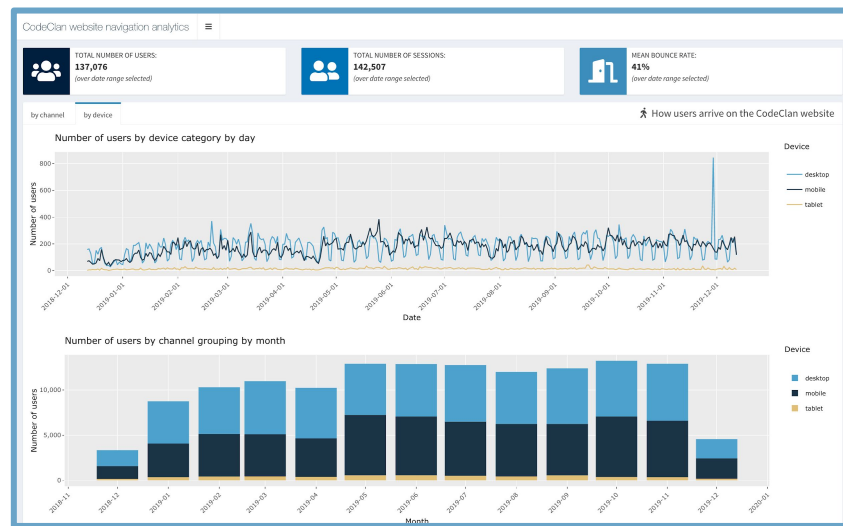 CodeClan website navigation analytics
TOTAL NUMBER OF USERS:
137,076
(over date range selected)
TOTAL NUMBER OF SESSIONS:
142,507
(over date range selected)
MEAN BOUNCE RATE:
41%
(over date range selected)
by channel
by device
How users arrive on the CodeClan website
Number of users by device category by day
Device
desktop
mobile
tablet
Number of users
800
600
400
200
0
2018-12-01
2019-01-01
2019-02-01
2019-03-01
2019-04-01
2019-05-01
2019-06-01
2019-07-01
2019-08-01
2019-09-01
2019-10-01
2019-11-01
2019-12-01
Date
Number of users by channel grouping by month
Device
desktop
mobile
tablet
Number of users
10,000
5,000
0
2018-11
2018-12
2019-01
2019-02
2019-03
2019-04
2019-05
2019-06
2019-07
2019-08
2019-09
2019-10
2019-11
2019-12
2020-01
Month